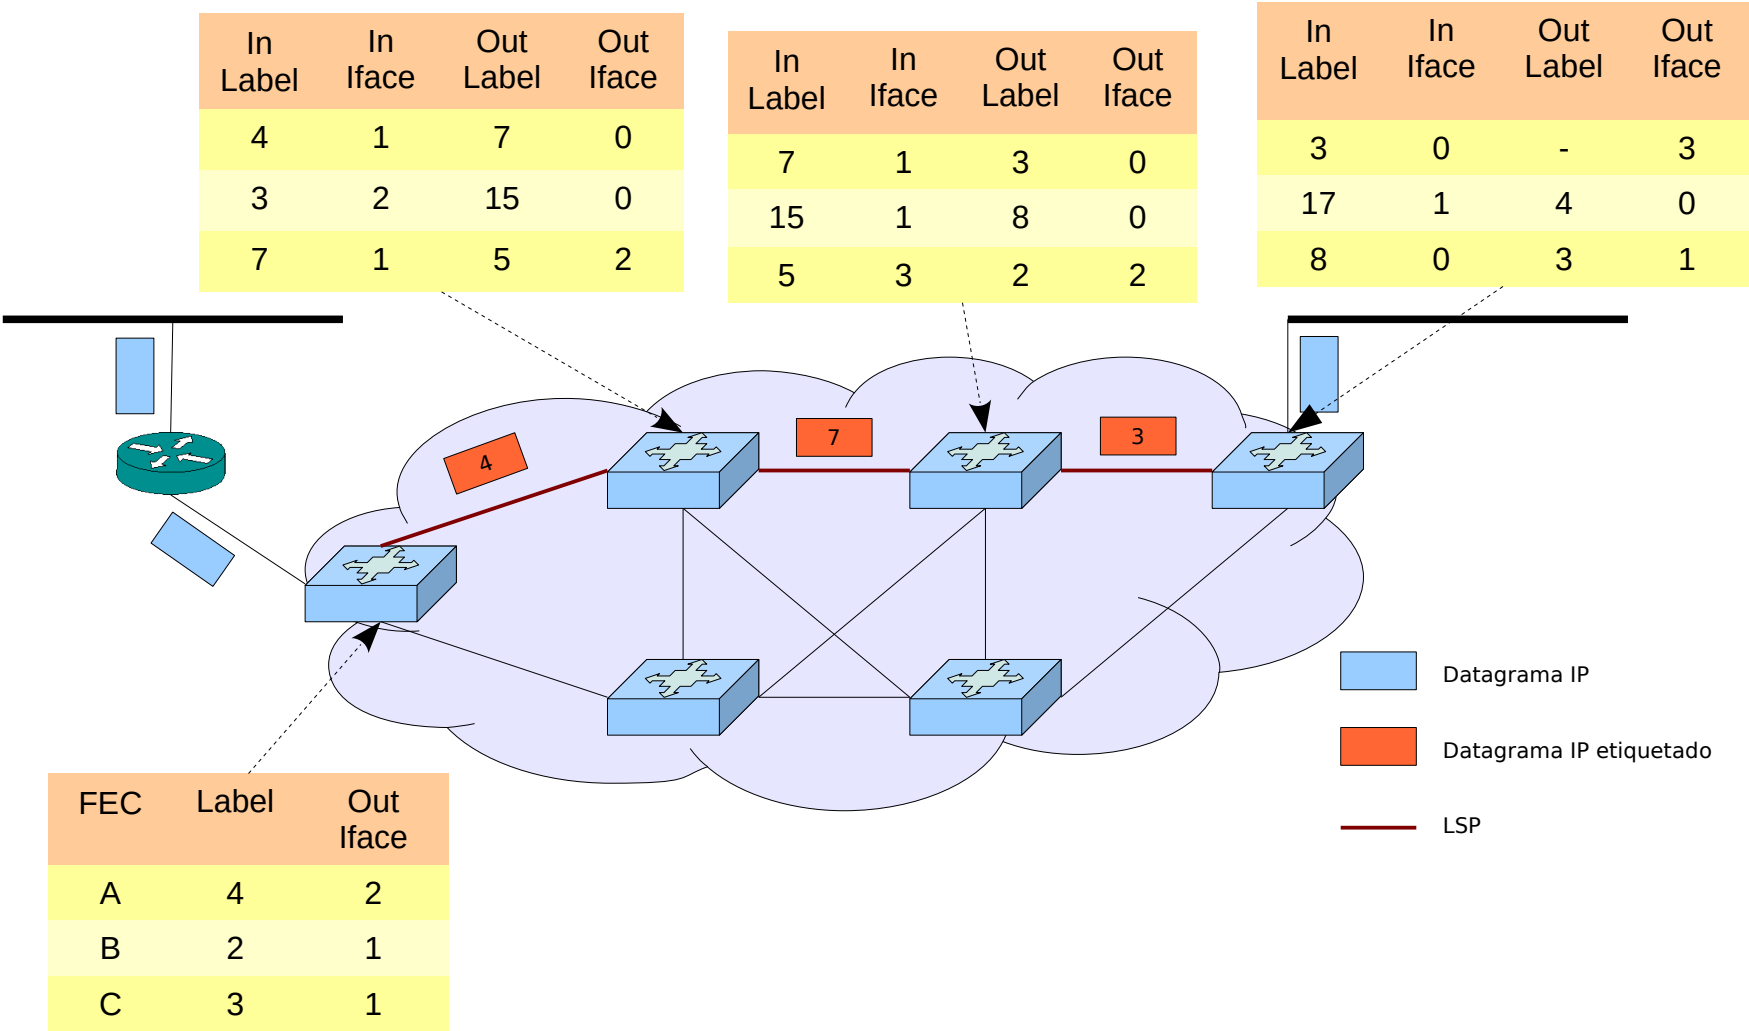 In Label In Iface Out Label Out Iface
4 1 7 0
3 2 15 0
7 1 5 2
In Label In Iface Out Label Out Iface
7 1 3 0
15 1 8 0
5 3 2 2
In Label In Iface Out Label Out Iface
3 0 - 3
17 1 4 0
8 0 3 1
4
7
3
FEC Label Out Iface
A 4 2
B 2 1
C 3 1
Datagrama IP
Datagrama IP etiquetado
LSP